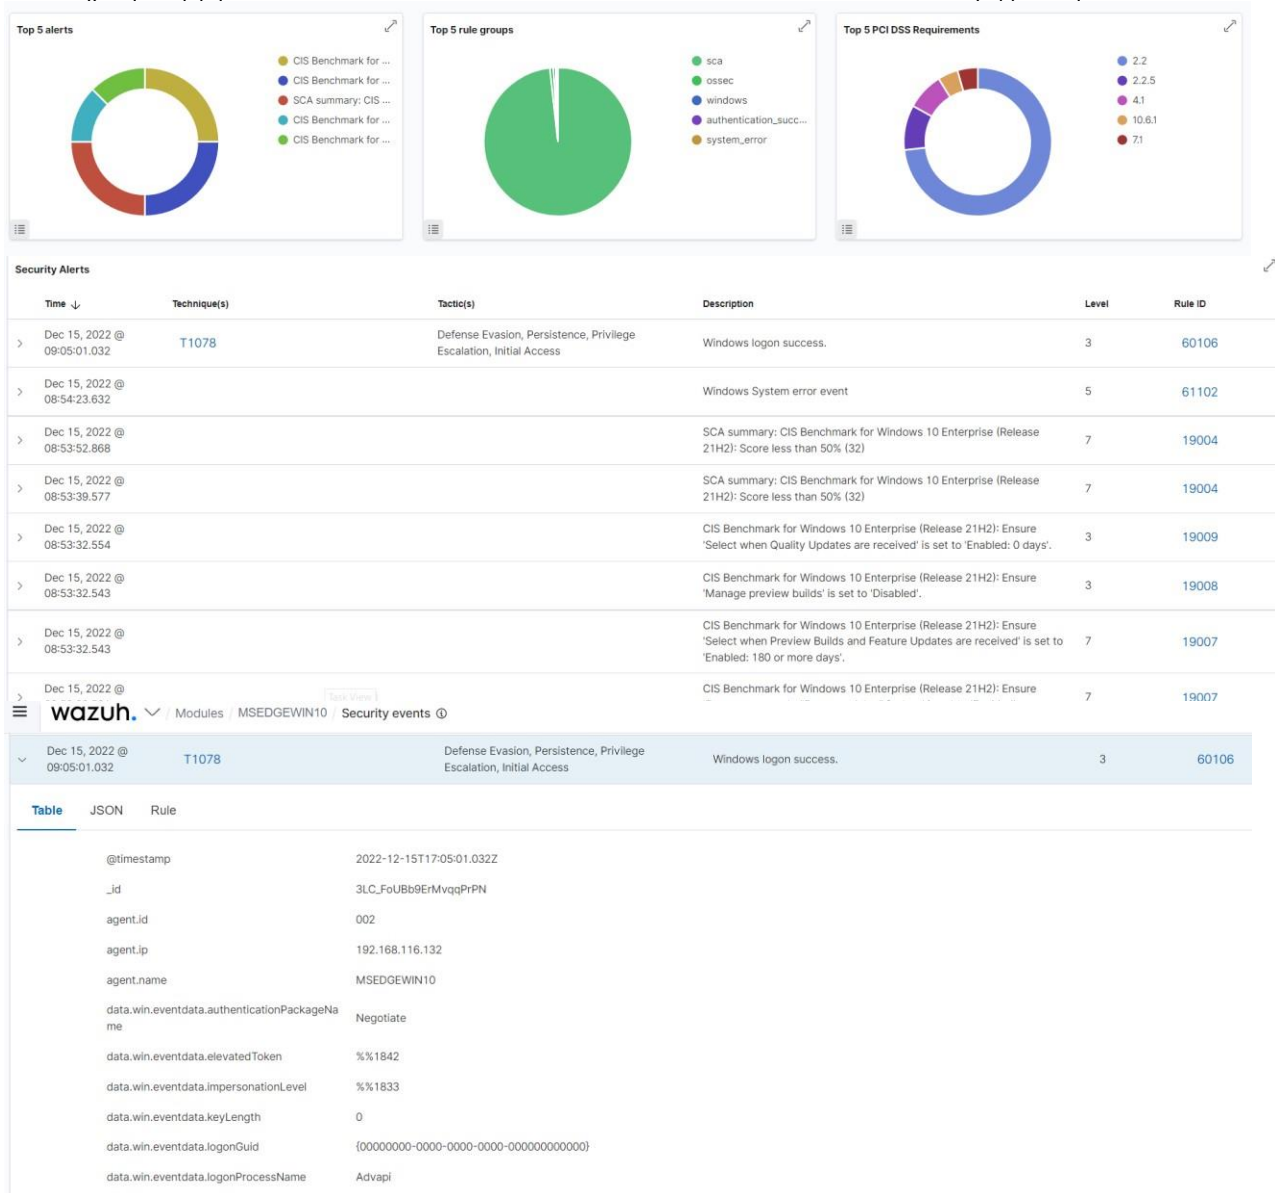 Top 5 alerts
CIS Benchmark for ...
CIS Benchmark for ...
SCA summary: CIS ...
CIS Benchmark for ...
CIS Benchmark for ...
Top 5 rule groups
sca
ossec
windows
authentication_succ...
system_error
Top 5 PCI DSS Requirements
2.2
2.2.5
4.1
10.6.1
7.1
Security Alerts
Time Technique(s) Tactic(s) Description Level Rule ID
Dec 15, 2022 @
09:05:01.032
T1078
Defense Evasion, Persistence, Privilege
Escalation, Initial Access
Windows logon success.
3
60106
Dec 15, 2022 @
08:54:23.632
Windows System error event
5
61102
Dec 15, 2022 @
08:53:52.868
SCA summary: CIS Benchmark for Windows 10 Enterprise (Release
21H2): Score less than 50% (32)
7
19004
Dec 15, 2022 @
08:53:39.577
SCA summary: CIS Benchmark for Windows 10 Enterprise (Release
21H2): Score less than 50% (32)
7
19004
Dec 15, 2022 @
08:53:32.554
CIS Benchmark for Windows 10 Enterprise (Release 21H2): Ensure
'Select when Quality Updates are received' is set to 'Enabled: 0 days'.
3
19009
Dec 15, 2022 @
08:53:32.543
CIS Benchmark for Windows 10 Enterprise (Release 21H2): Ensure
'Manage preview builds' is set to 'Disabled'.
3
19008
Dec 15, 2022 @
08:53:32.543
CIS Benchmark for Windows 10 Enterprise (Release 21H2): Ensure
'Select when Preview Builds and Feature Updates are received' is set to
'Enabled: 180 or more days'.
7
19007
Dec 15, 2022 @
CIS Benchmark for Windows 10 Enterprise (Release 21H2): Ensure
7
19007
Task View
wazuh. / Modules / MSEDGEWIN10 / Security events
Dec 15, 2022 @
09:05:01.032
T1078
Defense Evasion, Persistence, Privilege
Escalation, Initial Access
Windows logon success.
3
60106
Table JSON Rule
@timestamp 2022-12-15T17:05:01.032Z
_id 3LC_FoUBb9ErMvqqPrPN
agent.id 002
agent.ip 192.168.116.132
agent.name MSEDGEWIN10
data.win.eventdata.authenticationPackageNa
me
Negotiate
data.win.eventdata.elevatedToken %%1842
data.win.eventdata.impersonationLevel %%1833
data.win.eventdata.keyLength 0
data.win.eventdata.logonGuid {00000000-0000-0000-0000-000000000000}
data.win.eventdata.logonProcessName Advapi